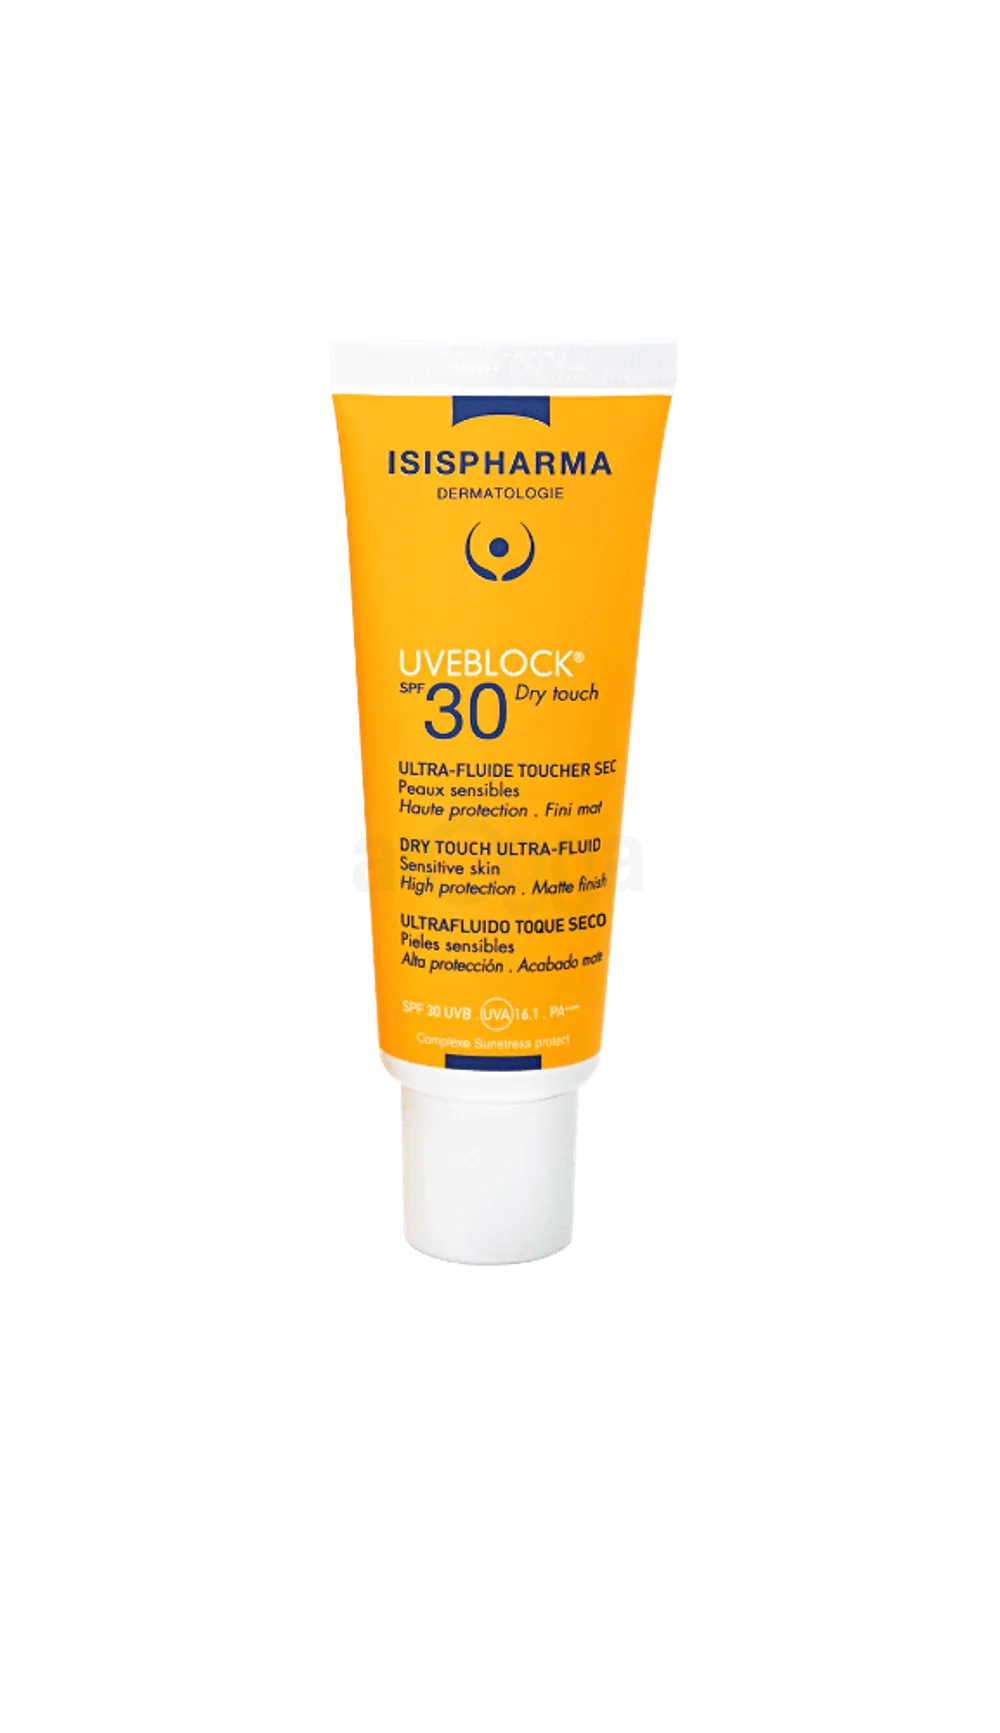 ISISPHARMA
DERMATOLOGIE
UVEBLOCK®
SPF 30 Dry touch
ULTRA-FLUIDE TOUCHER SEC
Peaux sensibles
Haute protection . Fini mat
DRY TOUCH ULTRA-FLUID
Sensitive skin
High protection . Matte finish
ULTRAFLUIDO TOQUE SECO
Pieles sensibles
Alta protección . Acabado mate
SPF 30 UVB . UVA 16.1 . PA++++
Complexe Sunstress protect